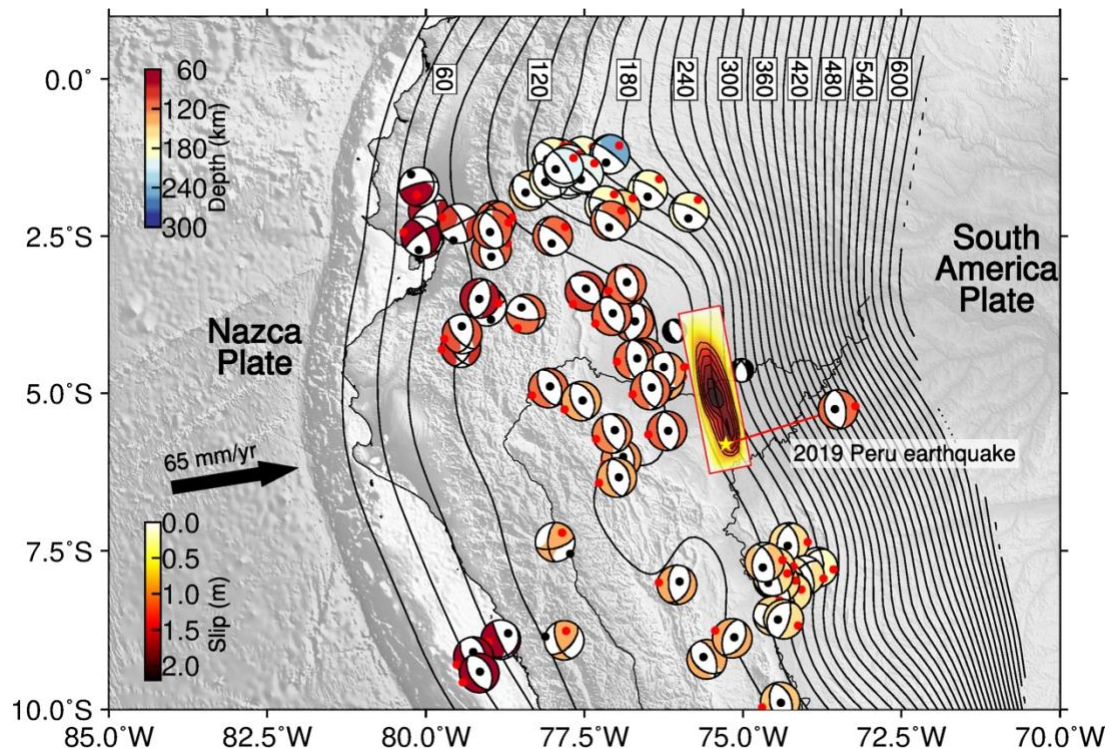 0.0°
2.5°S
5.0°S
7.5°S
10.0°S
85.0°W
82.5°W
80.0°W
77.5°W
75.0°W
72.5°W
70.0°W
60
120
180
240
300
Depth (km)
60
120
180
240
300
360
420
480
540
600
South
America
Plate
Nazca
Plate
65 mm/yr
2019 Peru earthquake
0.0
0.5
1.0
1.5
2.0
Slip (m)